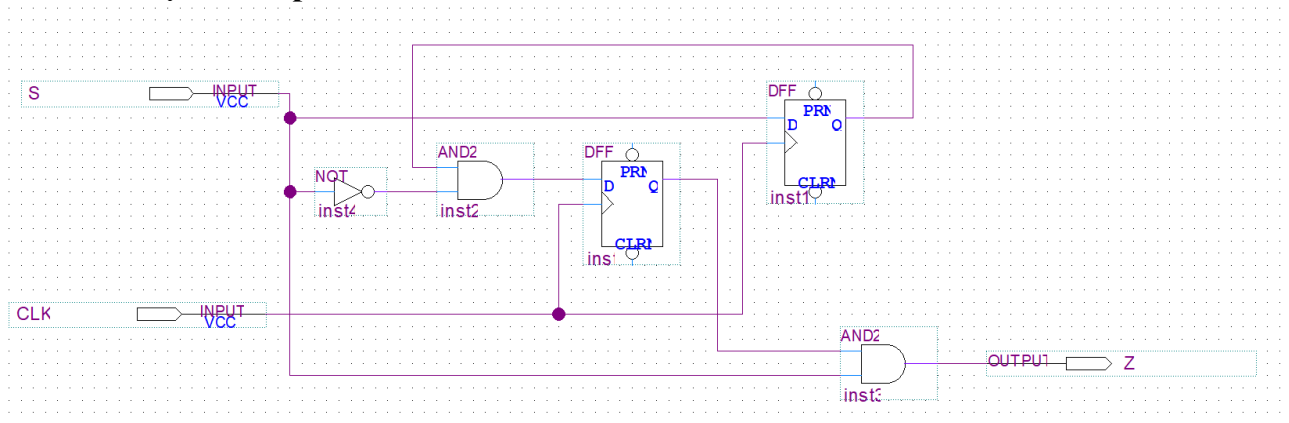 S
INPUT
VCC
DFF
PRN
D
Q
CLRN
inst1
AND2
inst2
NOT
inst4
DFF
PRN
D
Q
CLRN
inst
CLK
INPUT
VCC
AND2
inst3
OUTPUT
Z